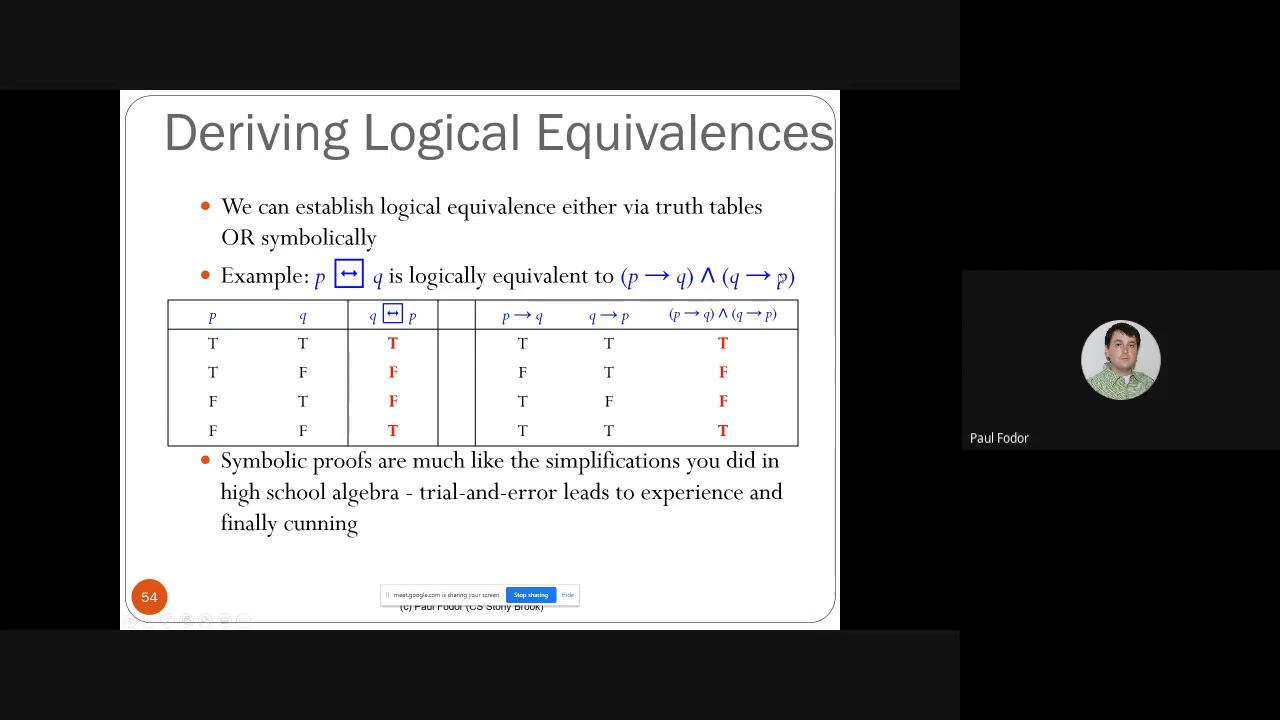 Deriving Logical Equivalences
• We can establish logical equivalence either via truth tables
OR symbolically
• Example: p ↔ q is logically equivalent to (p → q) ∧ (q → p)
p q q ↔ p p → q q → p (p → q) ∧ (q → p)
T T T T T T
T F F F T F
F T F T F F
F F T T T T
• Symbolic proofs are much like the simplifications you did in
high school algebra - trial-and-error leads to experience and
finally cunning
54
meet.google.com is sharing your screen. Stop sharing Hide
(c) Paul Fodor (CS Stony Brook)
Paul Fodor